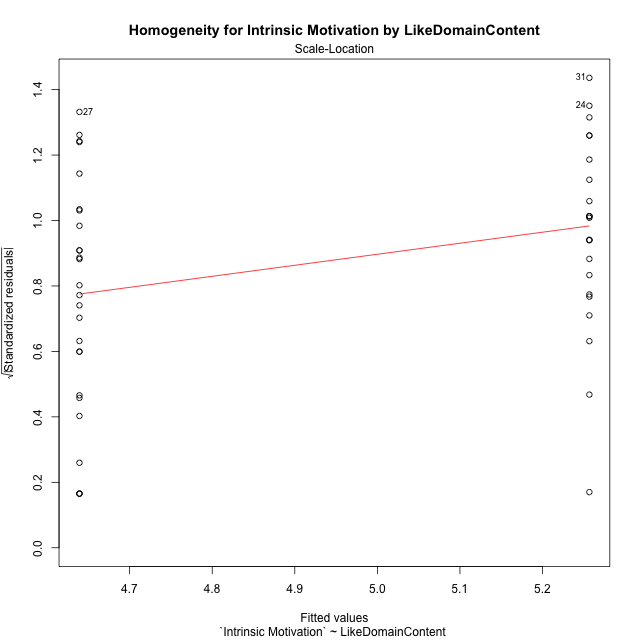 Homogeneity for Intrinsic Motivation by LikeDomainContent
Scale-Location
31
24
27
1.4
1.2
1.0
0.8
0.6
0.4
0.2
0.0
√|Standardized residuals|
4.7 4.8 4.9 5.0 5.1 5.2
Fitted values
`Intrinsic Motivation` ~ LikeDomainContent